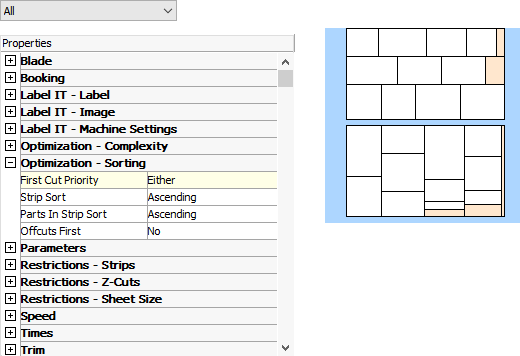 All
Properties
Blade
Booking
Label IT - Label
Label IT - Image
Label IT - Machine Settings
Optimization - Complexity
Optimization - Sorting
First Cut Priority Either
Strip Sort Ascending
Parts In Strip Sort Ascending
Offcuts First No
Parameters
Restrictions - Strips
Restrictions - Z-Cuts
Restrictions - Sheet Size
Speed
Times
Trim